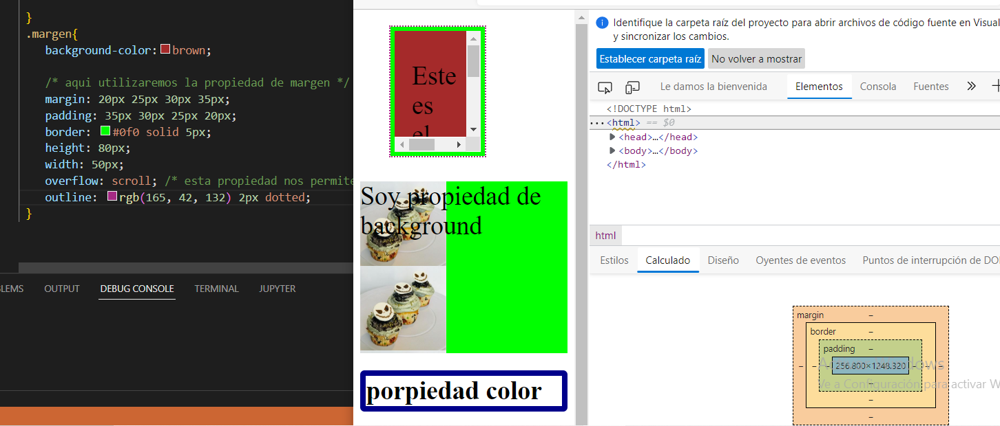 }
.margen{
background-color: brown;
/* aqui utilizaremos la propiedad de margen */
margin: 20px 25px 30px 35px;
padding: 35px 30px 25px 20px;
border: #0f0 solid 5px;
height: 80px;
width: 50px;
overflow: scroll; /* esta propiedad nos permite
outline: rgb(165, 42, 132) 2px dotted;
}
BLEMS OUTPUT DEBUG CONSOLE TERMINAL JUPYTER
Este
es
el
Soy propiedad de
background
porpiedad color
Identifique la carpeta raíz del proyecto para abrir archivos de código fuente en Visual
y sincronizar los cambios.
Establecer carpeta raíz No volver a mostrar
Le damos la bienvenida Elementos Consola Fuentes
<!DOCTYPE html>
···<html> == $0
<head>…</head>
<body>…</body>
</html>
html
Estilos Calculado Diseño Oyentes de eventos Puntos de interrupción de DO
margin –
border –
padding –
– – 256.800×1248.320 – –
–
–
–
Activar Windows
Ve a Configuración para activar W